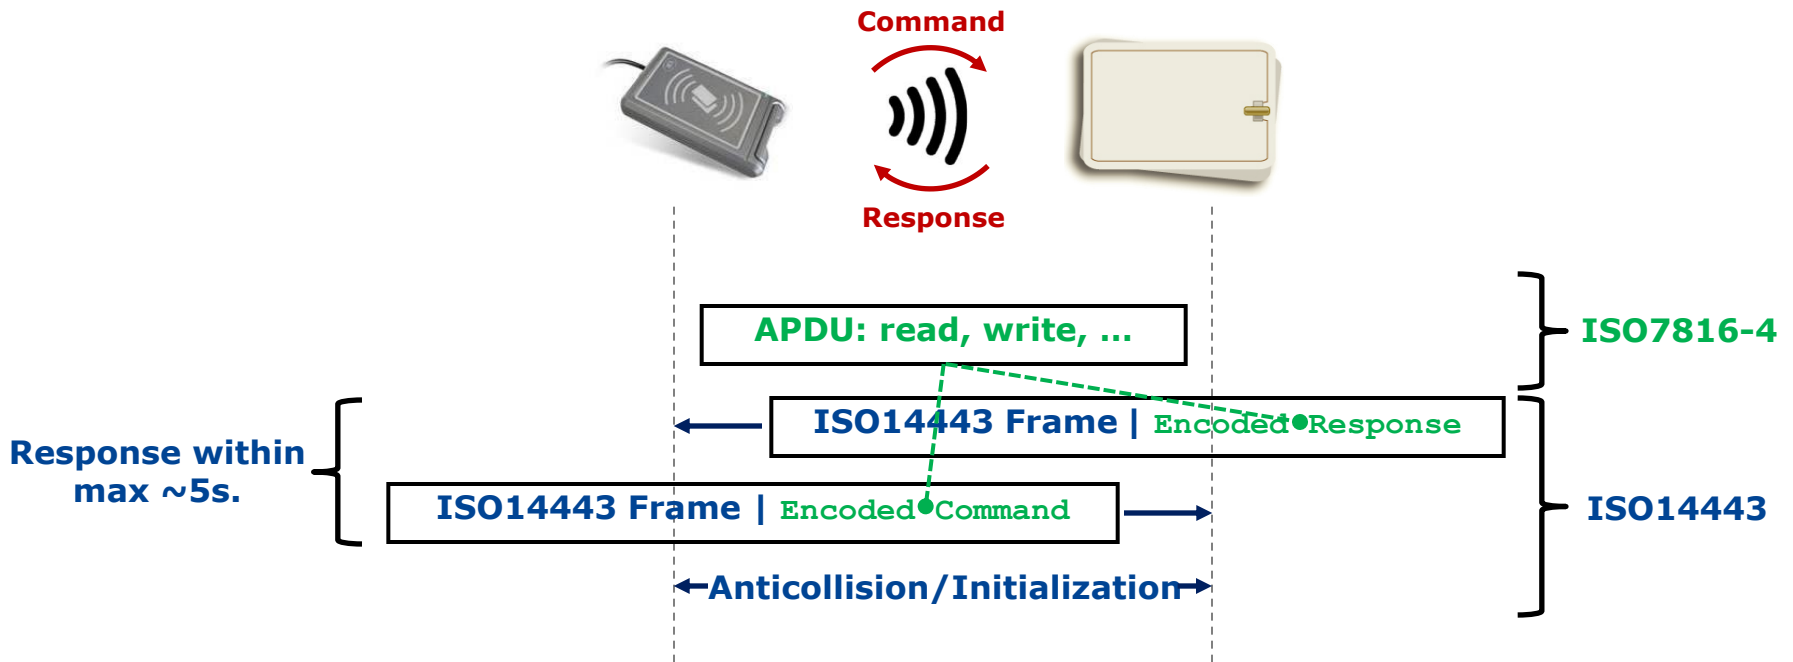 Command
Response
APDU: read, write, ...
ISO7816-4
ISO14443 Frame | Encoded Response
Response within
max ~5s.
ISO14443 Frame | Encoded Command
ISO14443
Anticollision/Initialization